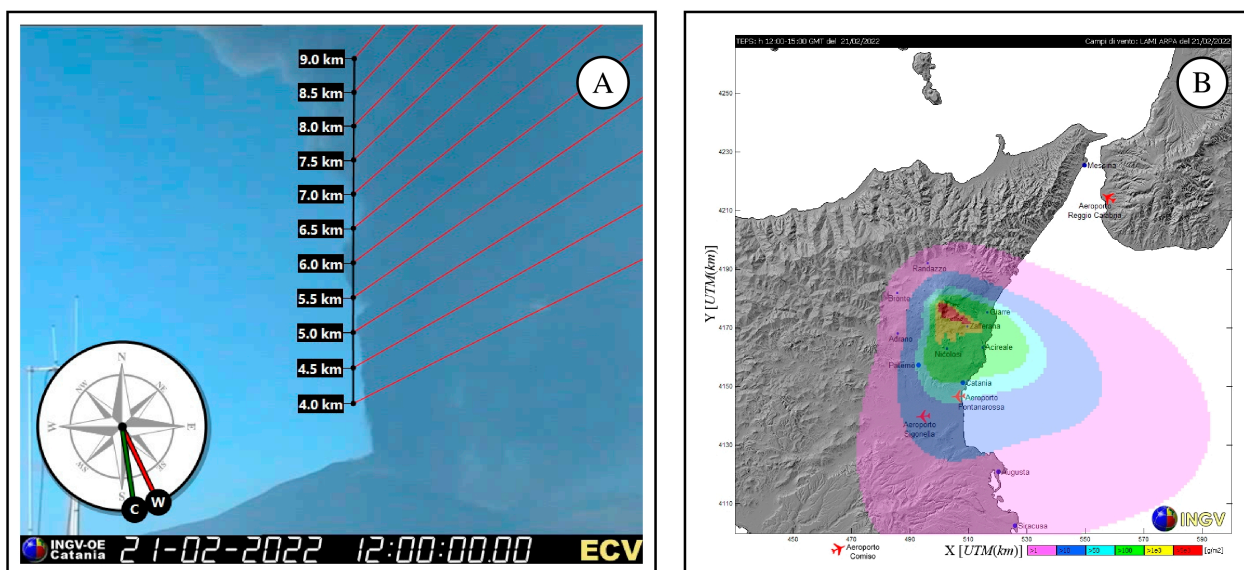 A
9.0 km
8.5 km
8.0 km
7.5 km
7.0 km
6.5 km
6.0 km
5.5 km
5.0 km
4.5 km
4.0 km
N
NW
NE
W
E
SW
SE
S
C
W
INGV-OE
Catania
21-02-2022 12:00:00.00
ECV
TEPS: h 12:00-15:00 GMT del 21/02/2022
Campi di vento: LAMI ARPA del 21/02/2022
B
Y [UTM(km)]
4250
4230
4210
4190
4170
4150
4130
4110
Messina
Aeroporto
Reggio Calabria
Randazzo
Bronte
Giarre
Zafferana
Adrano
Acireale
Nicolosi
Paternò
Catania
Aeroporto
Fontanarossa
Aeroporto
Sigonella
Augusta
Siracusa
INGV
450
470
490
510
530
550
570
590
Aeroporto
Comiso
X [UTM(km)]
>1
>10
>50
>100
>1e3
[g/m2]